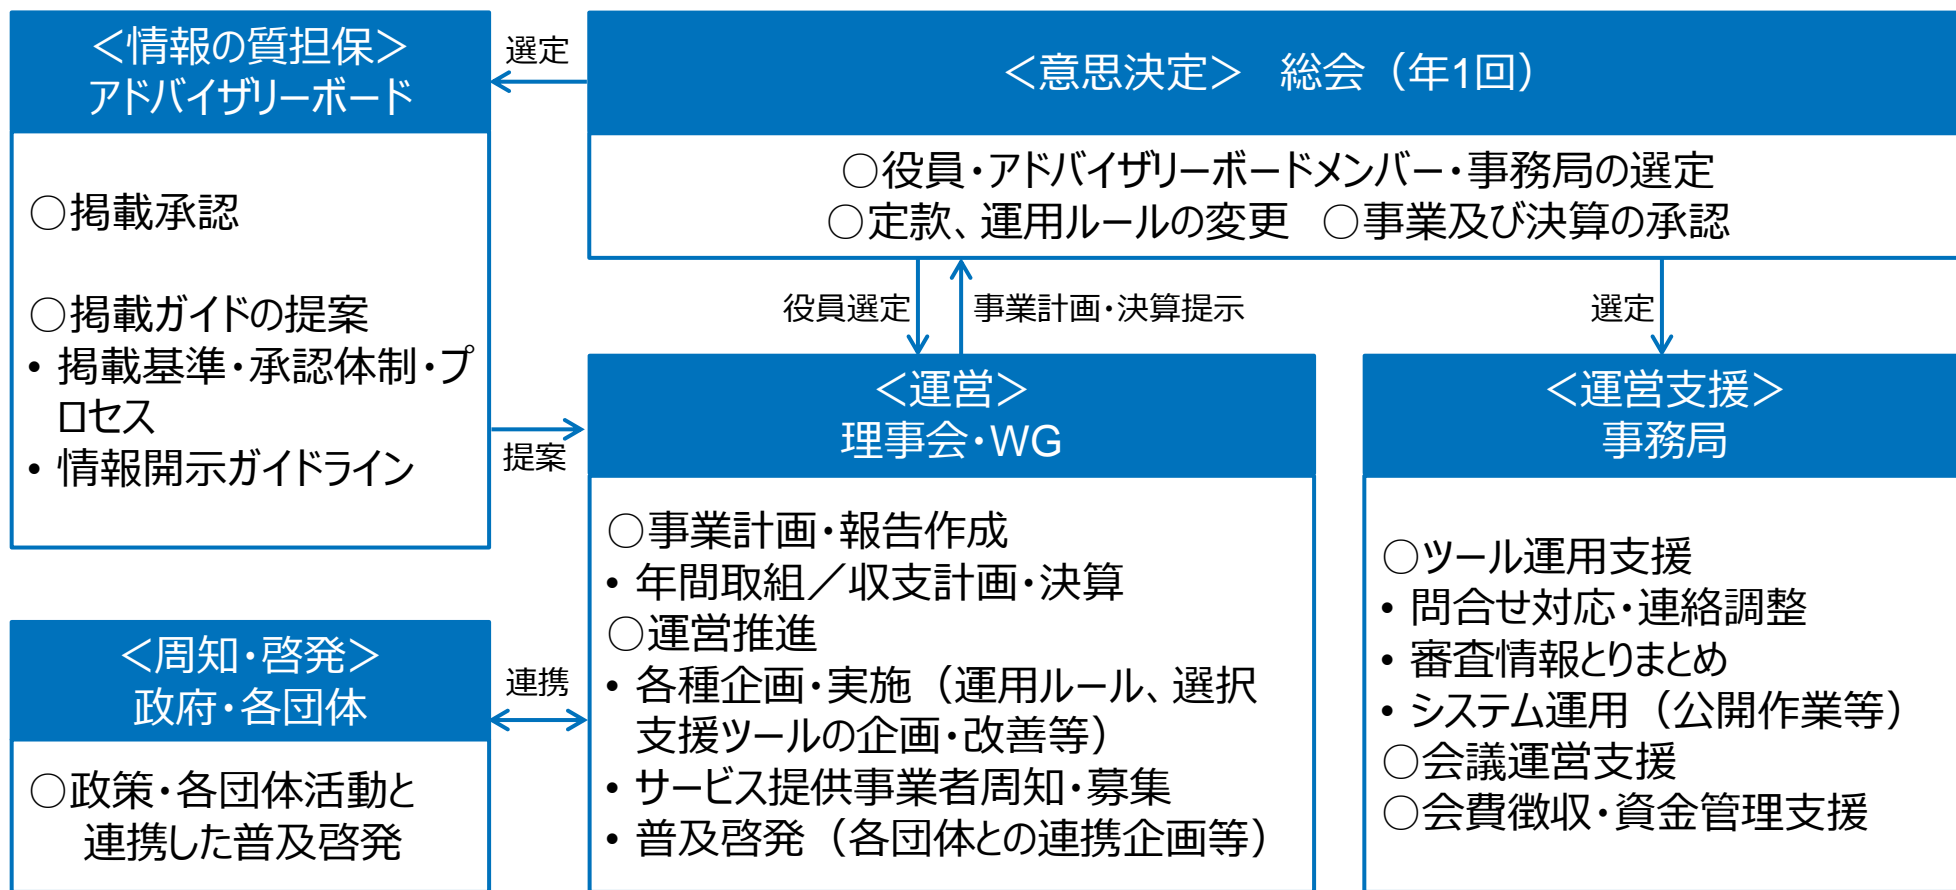 ＜情報の質担保＞
アドバイザリーボード
○掲載承認
○掲載ガイドの提案
• 掲載基準・承認体制・プ
ロセス
• 情報開示ガイドライン
選定
＜意思決定＞　総会（年1回）
○役員・アドバイザリーボードメンバー・事務局の選定
○定款、運用ルールの変更　○事業及び決算の承認
役員選定
事業計画・決算提示
選定
提案
＜運営＞
理事会・WG
○事業計画・報告作成
• 年間取組／収支計画・決算
○運営推進
• 各種企画・実施（運用ルール、選択
支援ツールの企画・改善等）
• サービス提供事業者周知・募集
• 普及啓発（各団体との連携企画等）
＜運営支援＞
事務局
○ツール運用支援
• 問合せ対応・連絡調整
• 審査情報とりまとめ
• システム運用（公開作業等）
○会議運営支援
○会費徴収・資金管理支援
＜周知・啓発＞
政府・各団体
○政策・各団体活動と
連携した普及啓発
連携